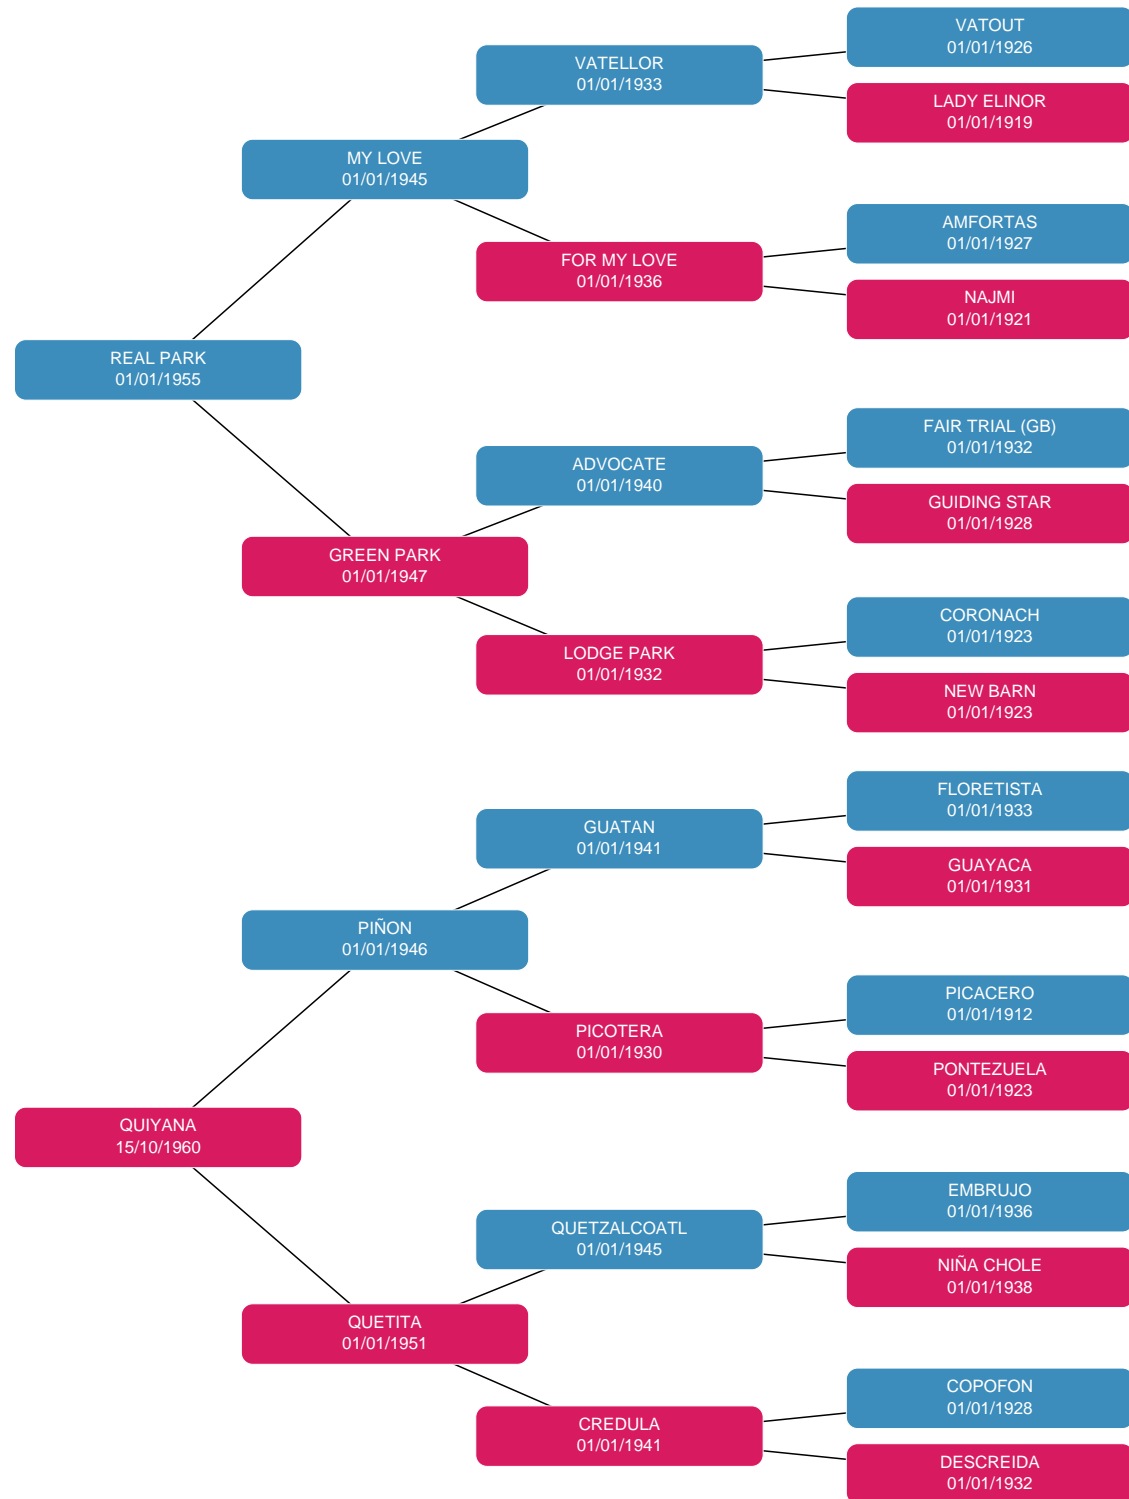 VATOUT
01/01/1926
VATELLOR
01/01/1933
LADY ELINOR
01/01/1919
MY LOVE
01/01/1945
AMFORTAS
01/01/1927
FOR MY LOVE
01/01/1936
NAJMI
01/01/1921
REAL PARK
01/01/1955
FAIR TRIAL (GB)
01/01/1932
ADVOCATE
01/01/1940
GUIDING STAR
01/01/1928
GREEN PARK
01/01/1947
CORONACH
01/01/1923
LODGE PARK
01/01/1932
NEW BARN
01/01/1923
FLORETISTA
01/01/1933
GUATAN
01/01/1941
GUAYACA
01/01/1931
PIÑON
01/01/1946
PICACERO
01/01/1912
PICOTERA
01/01/1930
PONTEZUELA
01/01/1923
QUIYANA
15/10/1960
EMBRUJO
01/01/1936
QUETZALCOATL
01/01/1945
NIÑA CHOLE
01/01/1938
QUETITA
01/01/1951
COPOFON
01/01/1928
CREDULA
01/01/1941
DESCREIDA
01/01/1932